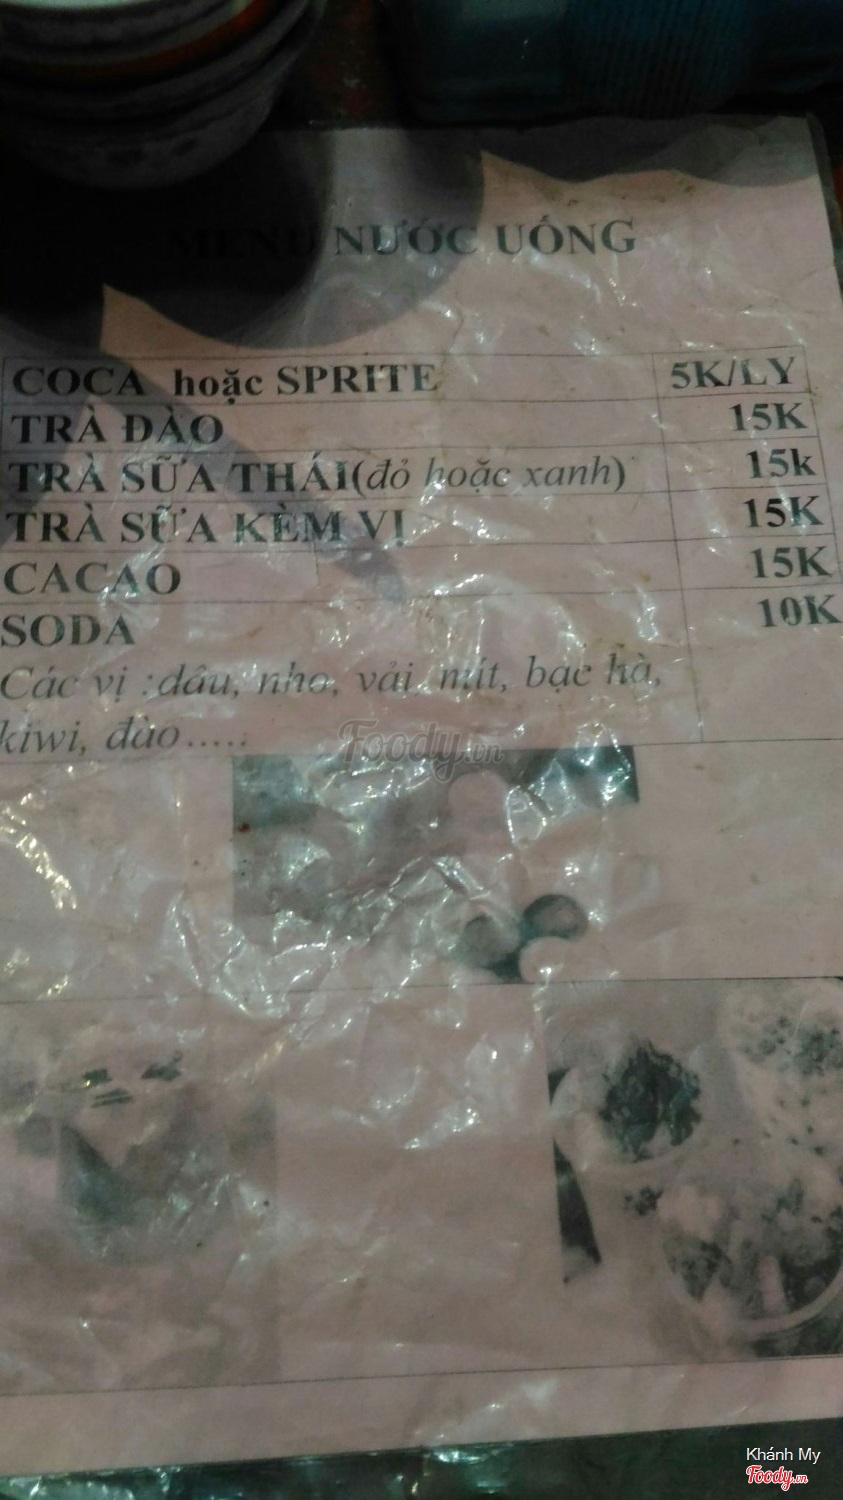 MENU NƯỚC UỐNG
COCA hoặc SPRITE 5K/LY
TRÀ ĐÀO 15K
TRÀ SỮA THÁI(đỏ hoặc xanh) 15k
TRÀ SỮA KÈM VỊ 15K
CACAO 15K
SODA 10K
Các vị :dâu, nho, vải, mít, bạc hà,
kiwi, đào.....
Foody.vn
Khánh My
Foody.vn